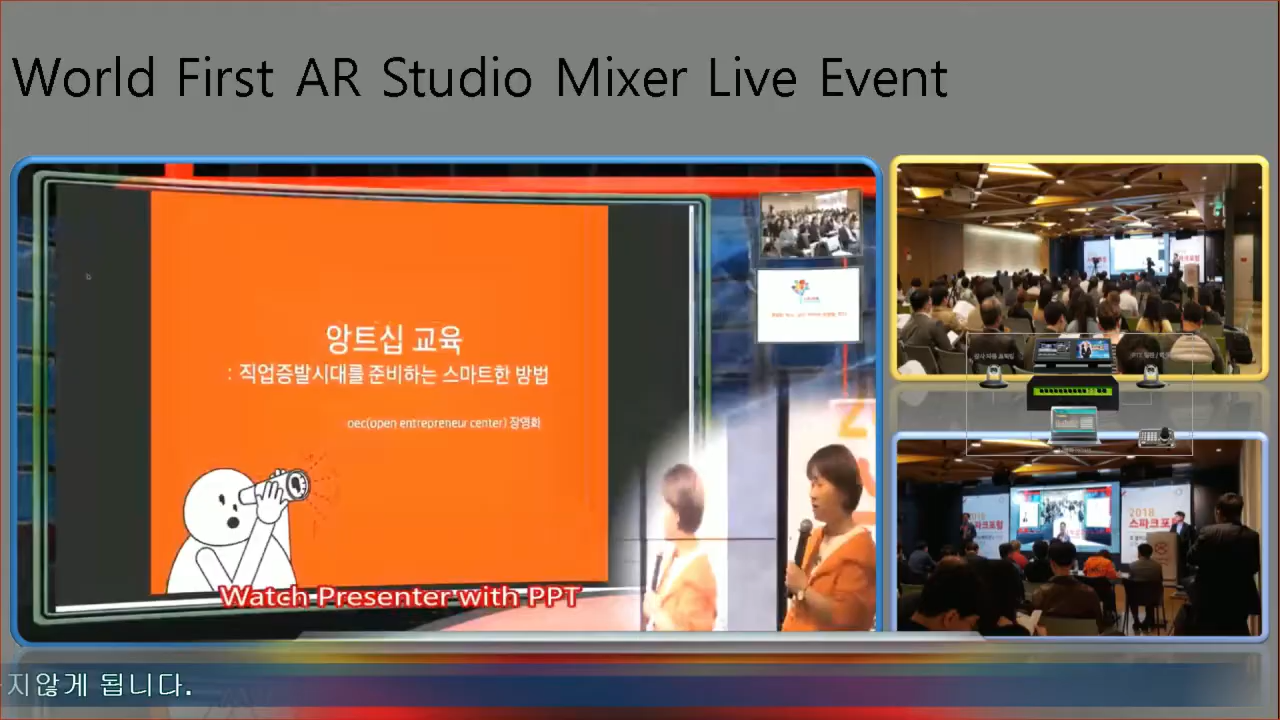 World First AR Studio Mixer Live Event
앙트십 교육
: 직업증발시대를 준비하는 스마트한 방법
oec(open entrepreneur center) 장영화
Watch Presenter with PPT
2018
스파크포럼
지않게 됩니다.